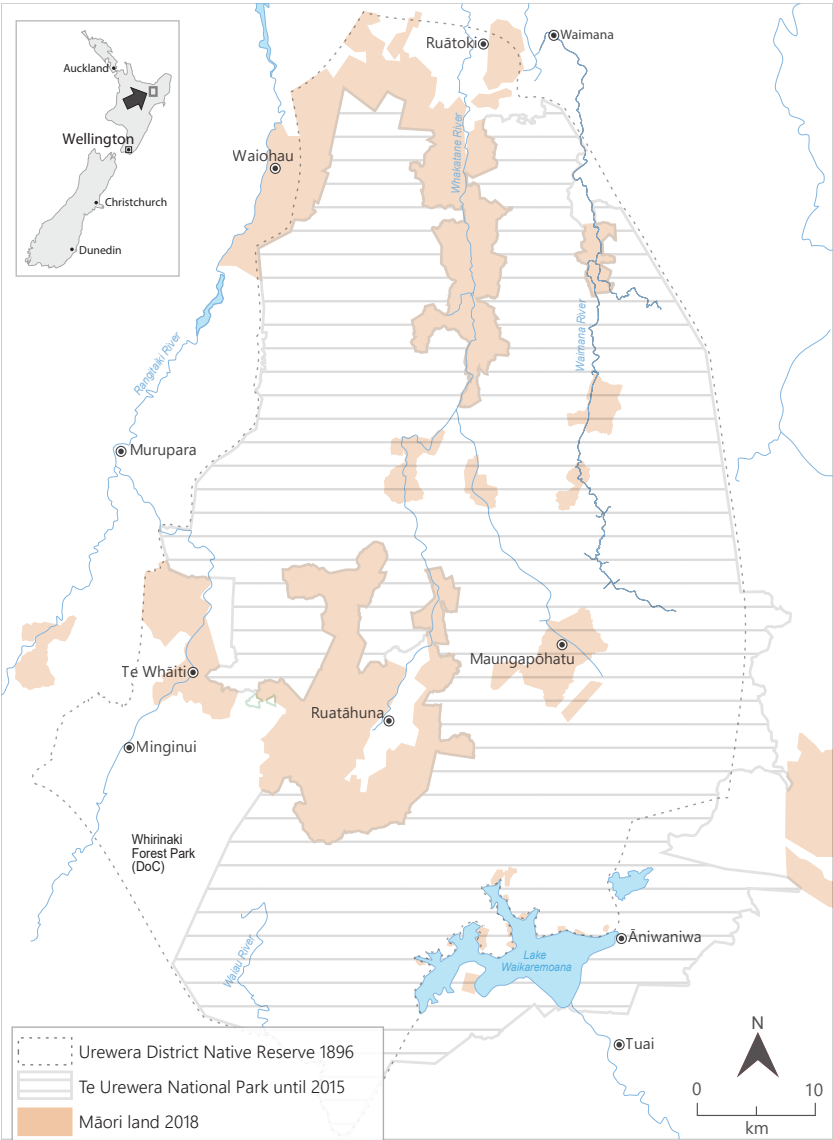 Auckland
Wellington
Christchurch
Dunedin
Ruātoki
Waimana
Waiohau
Whakatane River
Waimana River
Rangitaiki River
Murupara
Te Whāiti
Maungapōhatu
Ruatāhuna
Minginui
Whirinaki
Forest Park
(DoC)
Waiau River
Lake
Waikaremoana
Āniwaniwa
Tuai
Urewera District Native Reserve 1896
Te Urewera National Park until 2015
Māori land 2018
N
0 10
km